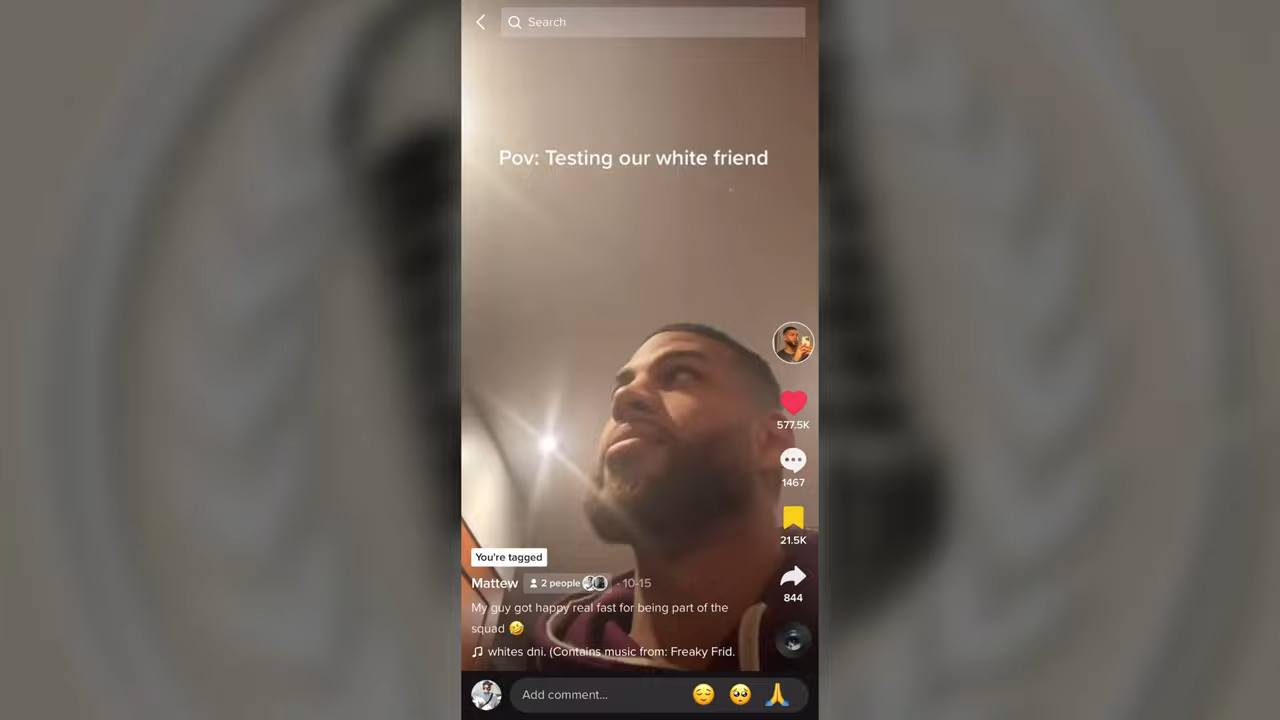 Search
Pov: Testing our white friend
577.5K
1467
21.5K
You're tagged
844
Mattew 2 people · 10-15
My guy got happy real fast for being part of the
squad 🤣
whites dni. (Contains music from: Freaky Frid.
Add comment... 😌 🥺 🙏